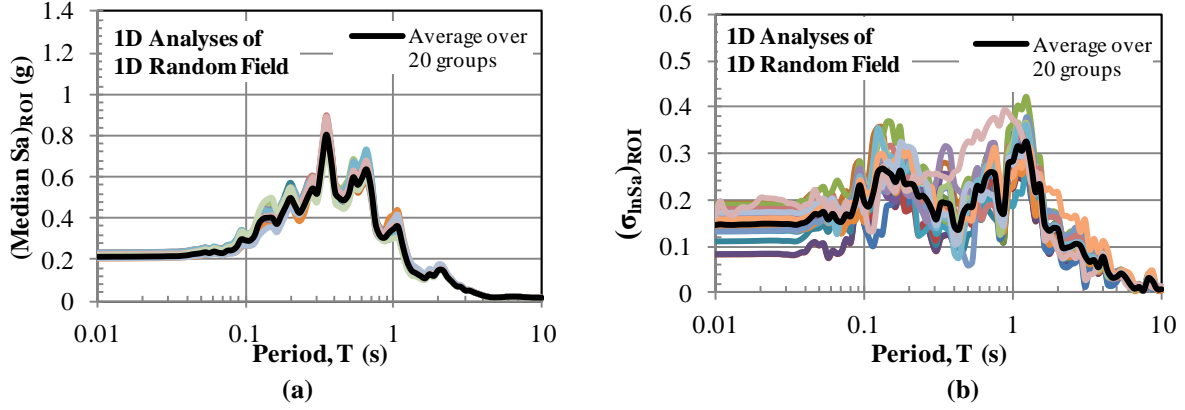 1D Analyses of
1D Random Field
Average over
20 groups
(Median Sa)ROI (g)
1.4
1.2
1
0.8
0.6
0.4
0.2
0
0.01
0.1
1
10
Period, T (s)
(a)
1D Analyses of
1D Random Field
Average over
20 groups
(σlnSa)ROI
0.6
0.5
0.4
0.3
0.2
0.1
0.0
0.01
0.1
1
10
Period, T (s)
(b)